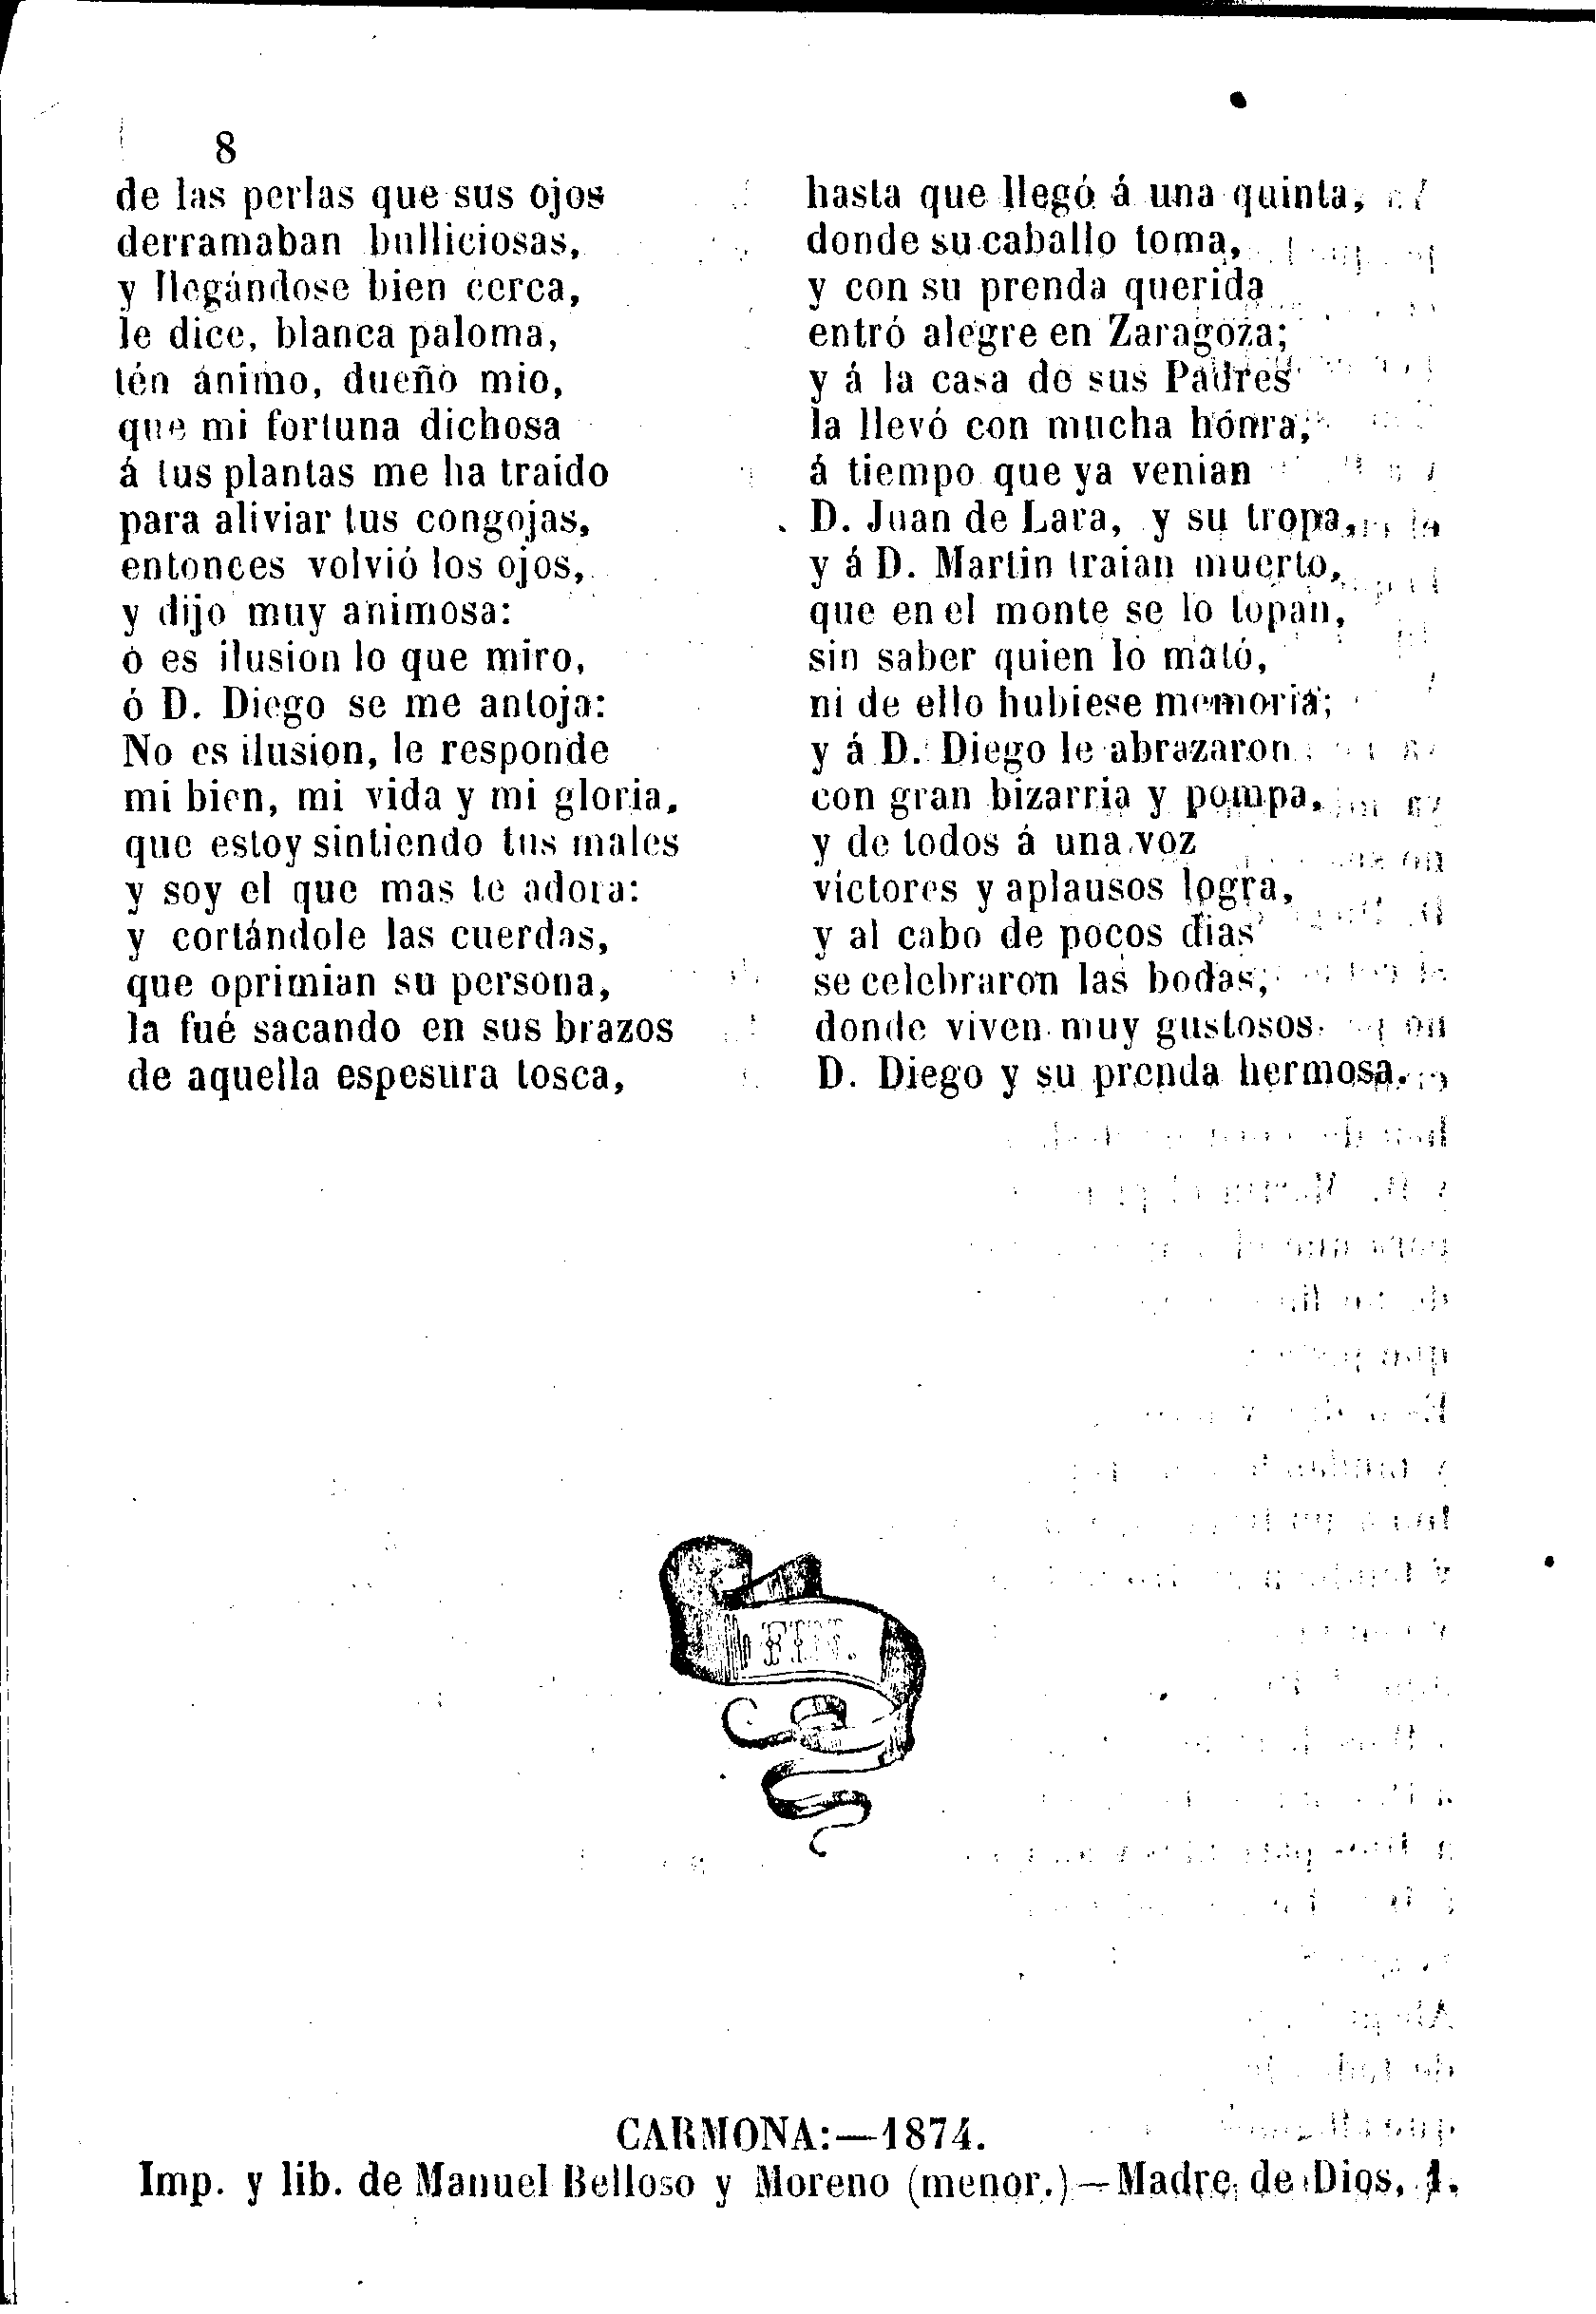 8
de las perlas que sus ojos
derramaban bulliciosas,
y llegándose bien cerca,
le dice, blanca paloma,
tén ánimo, dueño mio,
que mi fortuna dichosa
á tus plantas me ha traido
para aliviar tus congojas,
entonces volvió los ojos,
y dijo muy animosa:
ó es ilusion lo que miro,
ó D. Diego se me antoja:
No es ilusion, le responde
mi bien, mi vida y mi gloria,
que estoy sintiendo tus males
y soy el que mas te adora:
y cortándole las cuerdas,
que oprimian su persona,
la fué sacando en sus brazos
de aquella espesura tosca,
hasta que llegó á una quinta,
donde su caballo toma,
y con su prenda querida
entró alegre en Zaragoza;
y á la casa de sus Padres
la llevó con mucha honra,
á tiempo que ya venian
D. Juan de Lara, y su tropa,
y á D. Martin traian muerto,
que en el monte se lo topan,
sin saber quien lo mató,
ni de ello hubiese memoria;
y á D. Diego le abrazaron
con gran bizarria y pompa,
y de todos á una voz
víctores y aplausos logra,
y al cabo de pocos dias
se celebraron las bodas,
donde viven muy gustosos
D. Diego y su prenda hermosa.
FIN.
CARMONA:—1874.
Imp. y lib. de Manuel Belloso y Moreno (menor.)—Madre de Dios, 1.